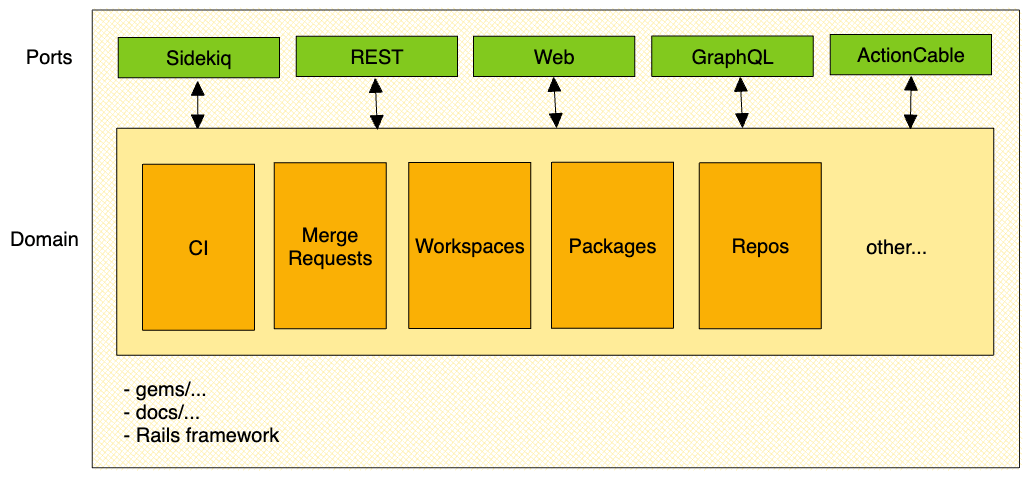 Ports
Sidekiq
REST
Web
GraphQL
ActionCable
Domain
CI
Merge
Requests
Workspaces
Packages
Repos
other...
- gems/...
- docs/...
- Rails framework